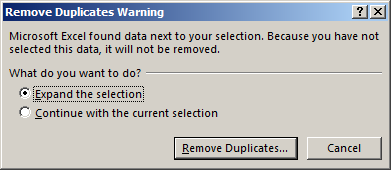 Remove Duplicates Warning
Microsoft Excel found data next to your selection. Because you have not
selected this data, it will not be removed.
What do you want to do?
Expand the selection
Continue with the current selection
Remove Duplicates... Cancel